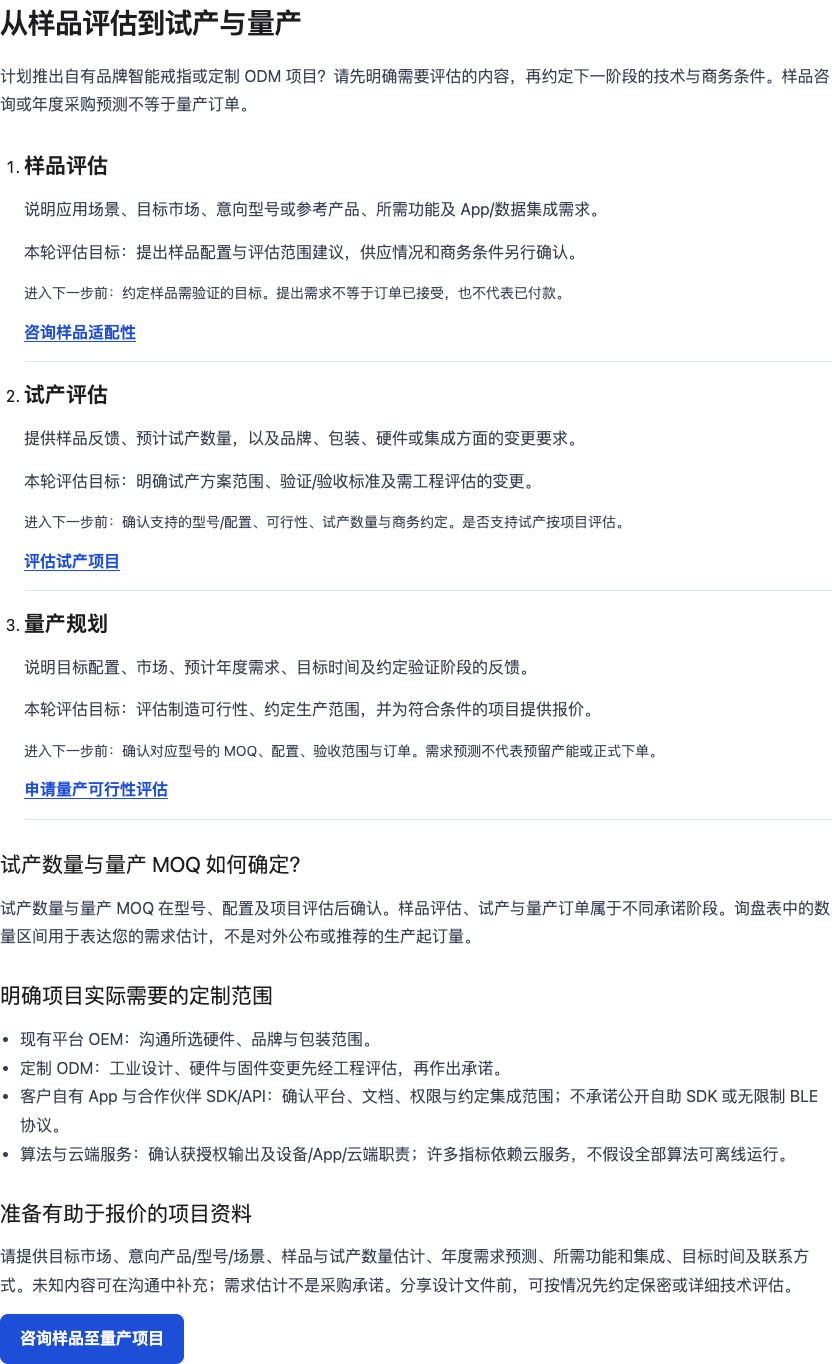 从样品评估到试产与量产
计划推出自有品牌智能戒指或定制 ODM 项目？请先明确需要评估的内容，再约定下一阶段的技术与商务条件。样品咨
询或年度采购预测不等于量产订单。
1. 样品评估
说明应用场景、目标市场、意向型号或参考产品、所需功能及 App/数据集成需求。
本轮评估目标：提出样品配置与评估范围建议，供应情况和商务条件另行确认。
进入下一步前：约定样品需验证的目标。提出需求不等于订单已接受，也不代表已付款。
咨询样品适配性
2. 试产评估
提供样品反馈、预计试产数量，以及品牌、包装、硬件或集成方面的变更要求。
本轮评估目标：明确试产方案范围、验证/验收标准及需工程评估的变更。
进入下一步前：确认支持的型号/配置、可行性、试产数量与商务约定。是否支持试产按项目评估。
评估试产项目
3. 量产规划
说明目标配置、市场、预计年度需求、目标时间及约定验证阶段的反馈。
本轮评估目标：评估制造可行性、约定生产范围，并为符合条件的项目提供报价。
进入下一步前：确认对应型号的 MOQ、配置、验收范围与订单。需求预测不代表预留产能或正式下单。
申请量产可行性评估
试产数量与量产 MOQ 如何确定？
试产数量与量产 MOQ 在型号、配置及项目评估后确认。样品评估、试产与量产订单属于不同承诺阶段。询盘表中的数
量区间用于表达您的需求估计，不是对外公布或推荐的生产起订量。
明确项目实际需要的定制范围
• 现有平台 OEM：沟通所选硬件、品牌与包装范围。
• 定制 ODM：工业设计、硬件与固件变更先经工程评估，再作出承诺。
• 客户自有 App 与合作伙伴 SDK/API：确认平台、文档、权限与约定集成范围；不承诺公开自助 SDK 或无限制 BLE
协议。
• 算法与云端服务：确认获授权输出及设备/App/云端职责；许多指标依赖云服务，不假设全部算法可离线运行。
准备有助于报价的项目资料
请提供目标市场、意向产品/型号/场景、样品与试产数量估计、年度需求预测、所需功能和集成、目标时间及联系方
式。未知内容可在沟通中补充；需求估计不是采购承诺。分享设计文件前，可按情况先约定保密或详细技术评估。
咨询样品至量产项目